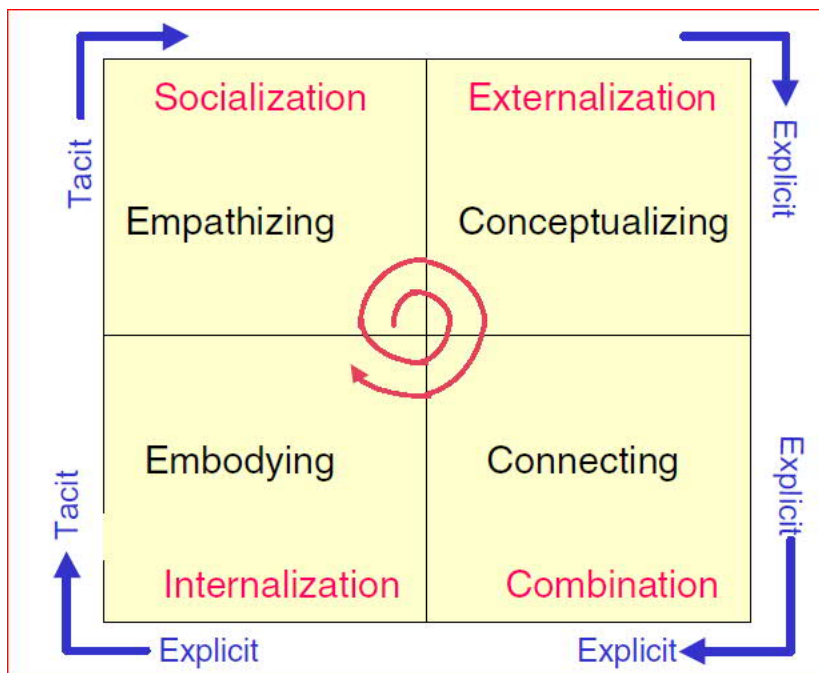 Socialization
Externalization
Tacit
Explicit
Empathizing
Conceptualizing
Embodying
Connecting
Tacit
Explicit
Internalization
Combination
Explicit
Explicit